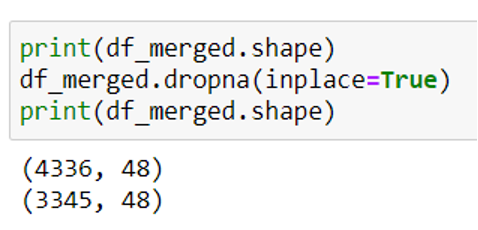 print(df_merged.shape)
df_merged.dropna(inplace=True)
print(df_merged.shape)
(4336, 48)
(3345, 48)